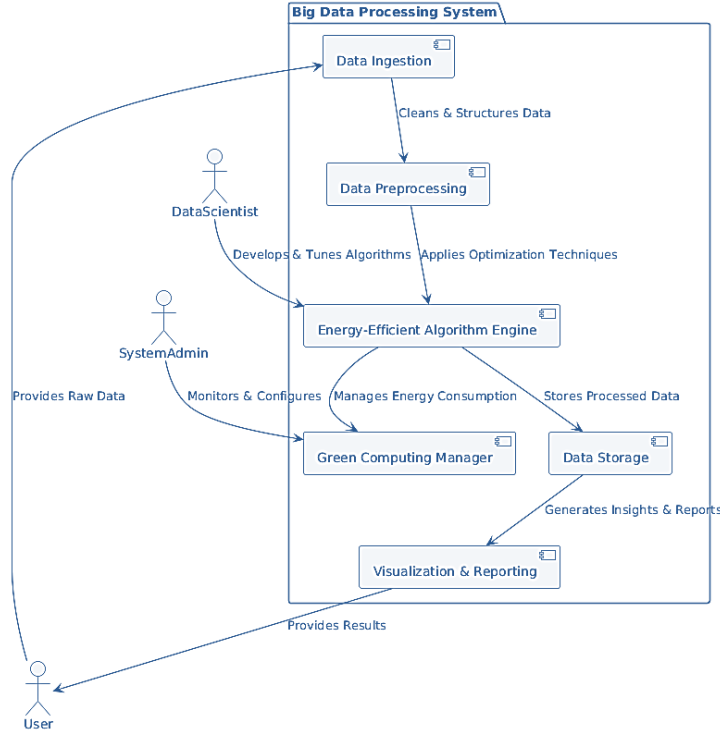 Big Data Processing System
Data Ingestion
Cleans & Structures Data
Data Preprocessing
DataScientist
Develops & Tunes Algorithms
Applies Optimization Techniques
Energy-Efficient Algorithm Engine
SystemAdmin
Provides Raw Data
Monitors & Configures
Manages Energy Consumption
Stores Processed Data
Green Computing Manager
Data Storage
Generates Insights & Reports
Visualization & Reporting
Provides Results
User